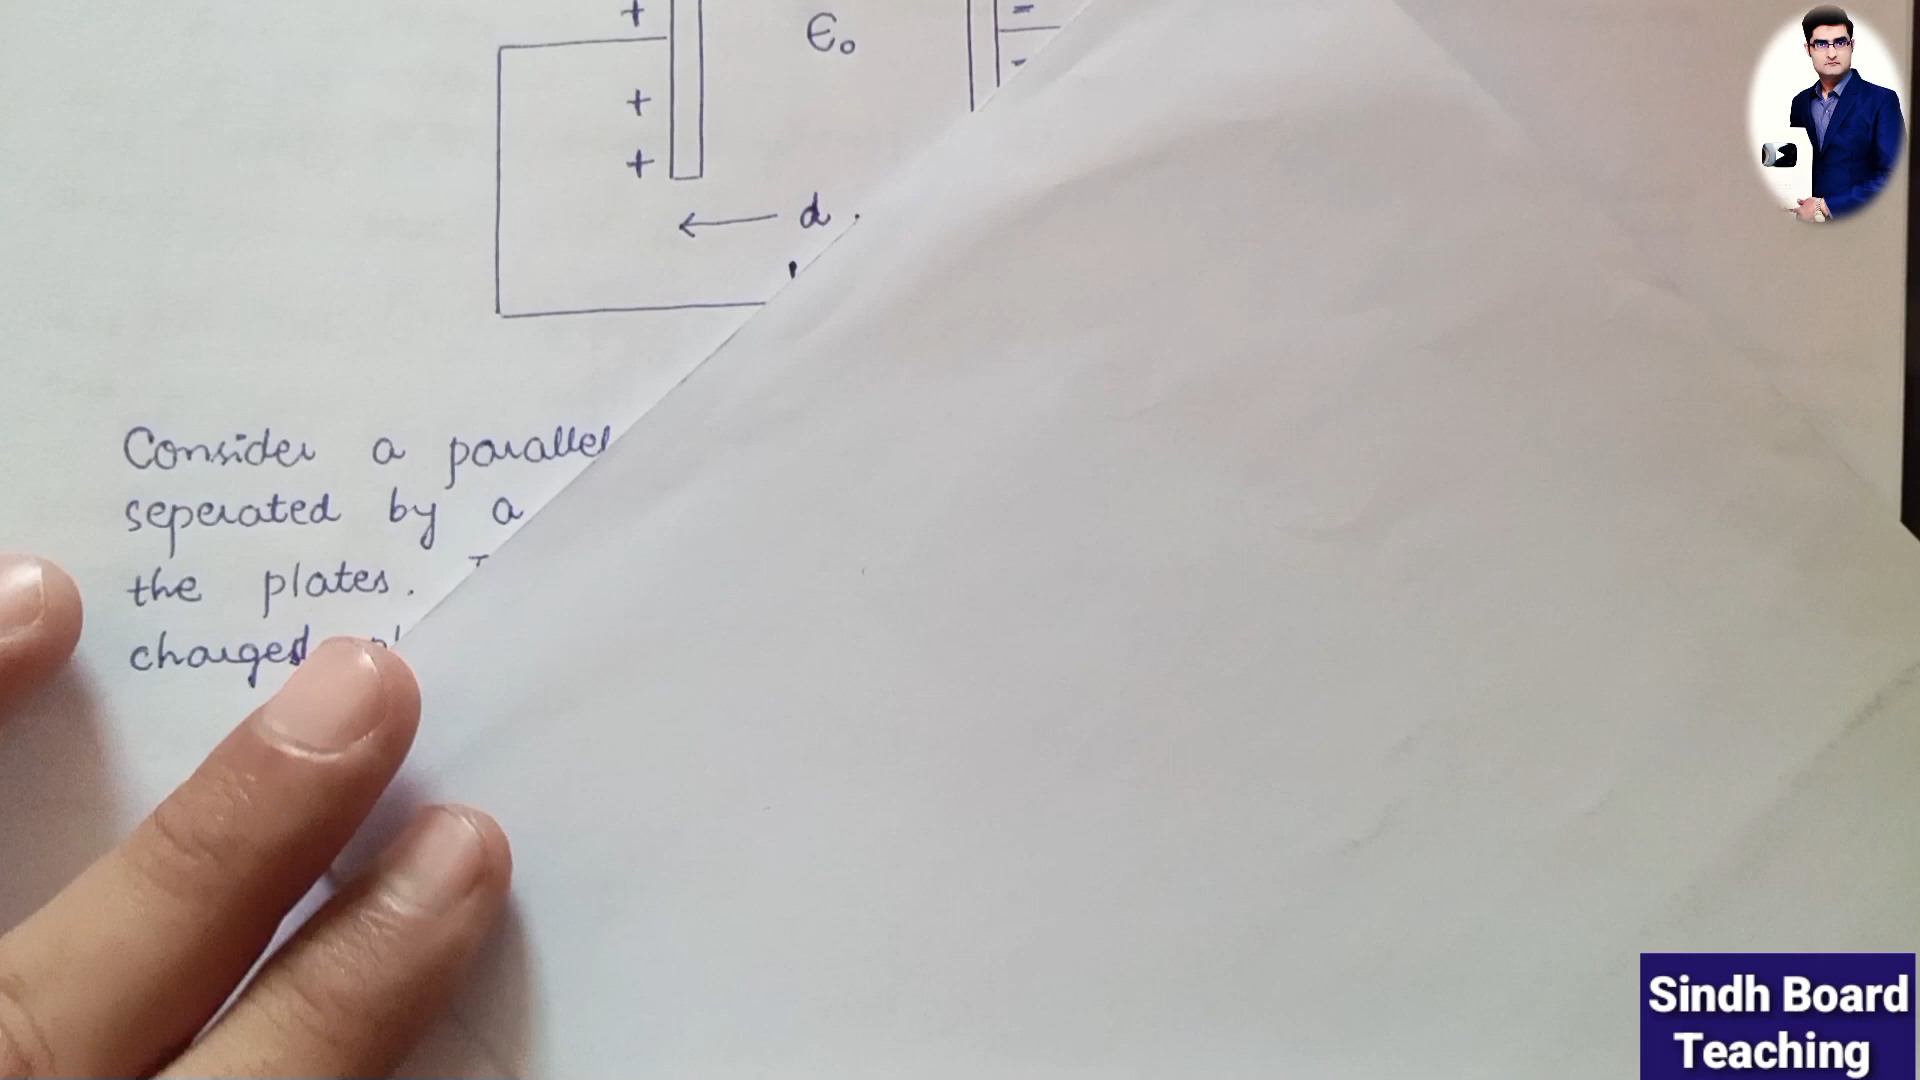 + -
ϵ₀
-
+
+
← d
Consider a parallel
seperated by a
the plates.
charged
Sindh Board
Teaching